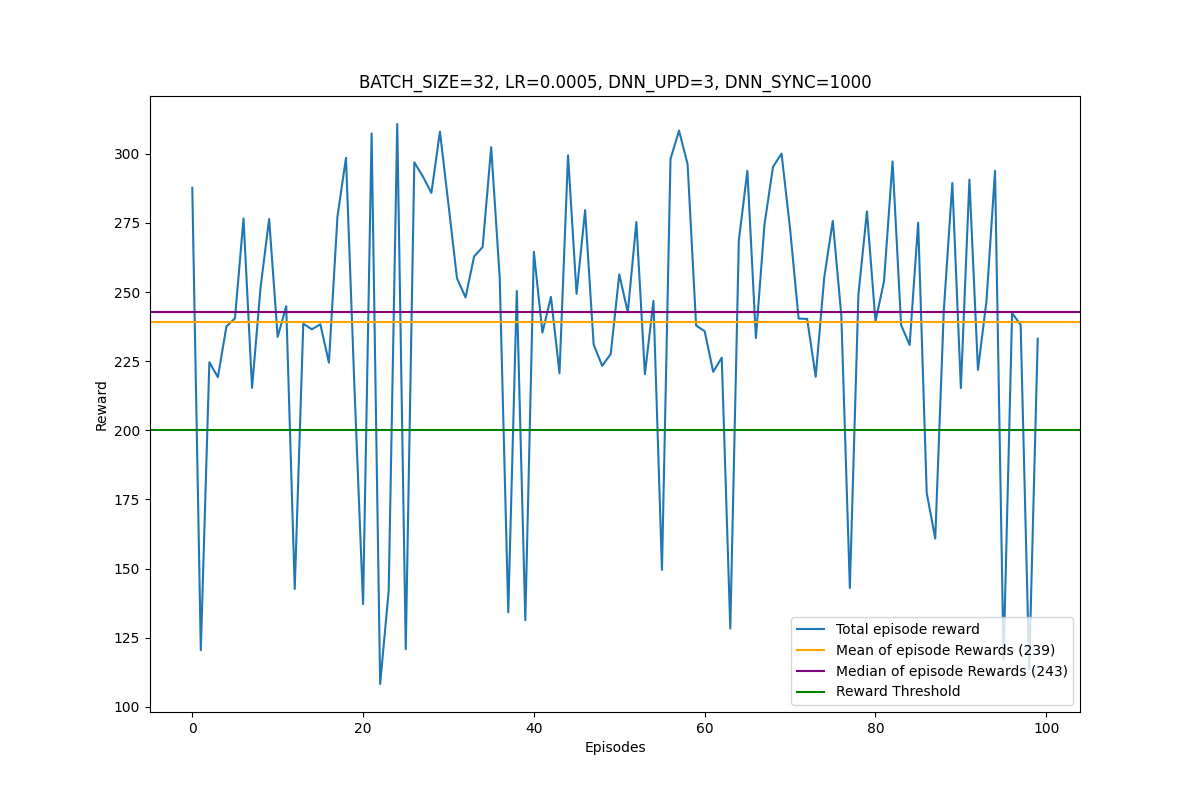 BATCH_SIZE=32, LR=0.0005, DNN_UPD=3, DNN_SYNC=1000
Reward
300
275
250
225
200
175
150
125
100
0
20
40
60
80
100
Episodes
Total episode reward
Mean of episode Rewards (239)
Median of episode Rewards (243)
Reward Threshold